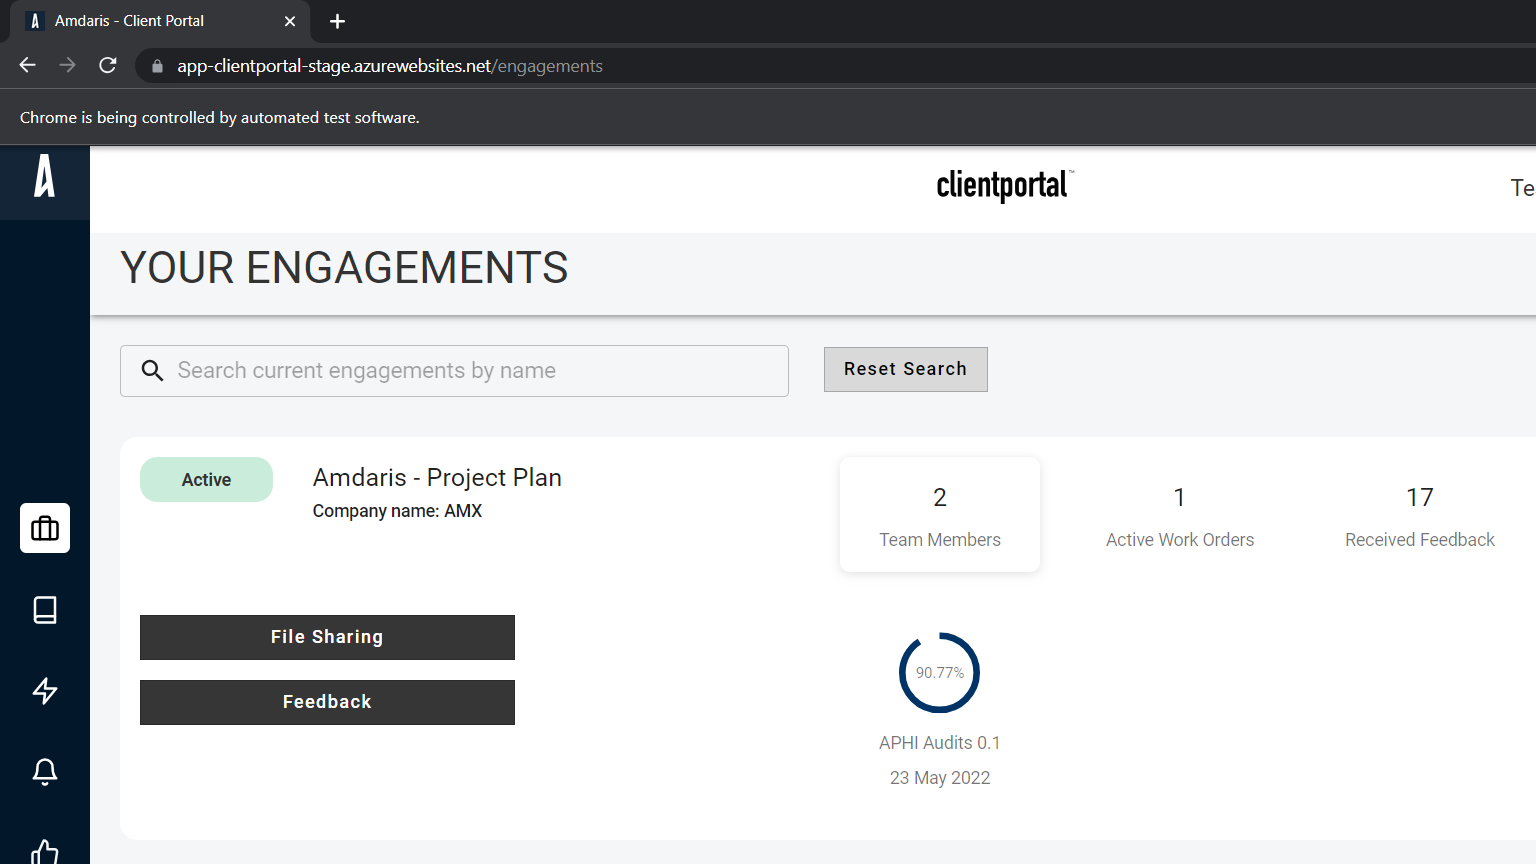 Amdaris - Client Portal
app-clientportal-stage.azurewebsites.net/engagements
Chrome is being controlled by automated test software.
clientportal™
Te
YOUR ENGAGEMENTS
Search current engagements by name
Reset Search
Active
Amdaris - Project Plan
Company name: AMX
2
Team Members
1
Active Work Orders
17
Received Feedback
File Sharing
Feedback
90.77%
APHI Audits 0.1
23 May 2022